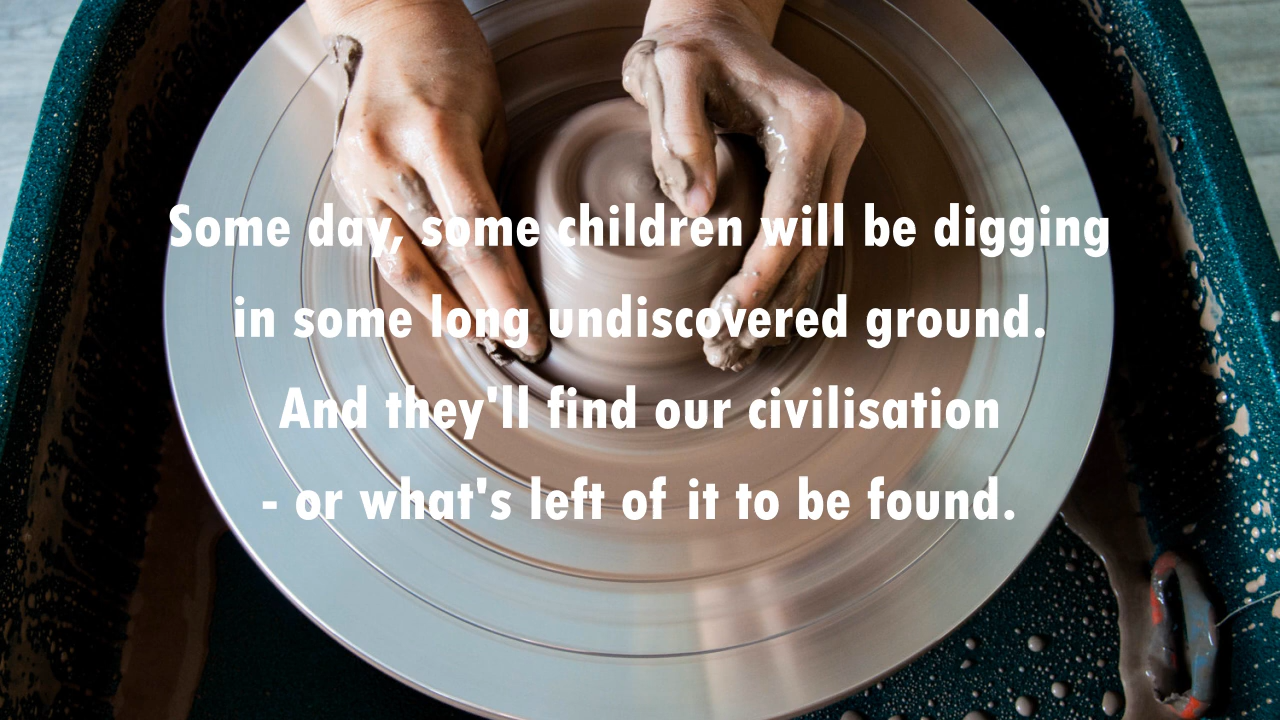 Some day, some children will be digging
in some long undiscovered ground.
And they'll find our civilisation
- or what's left of it to be found.